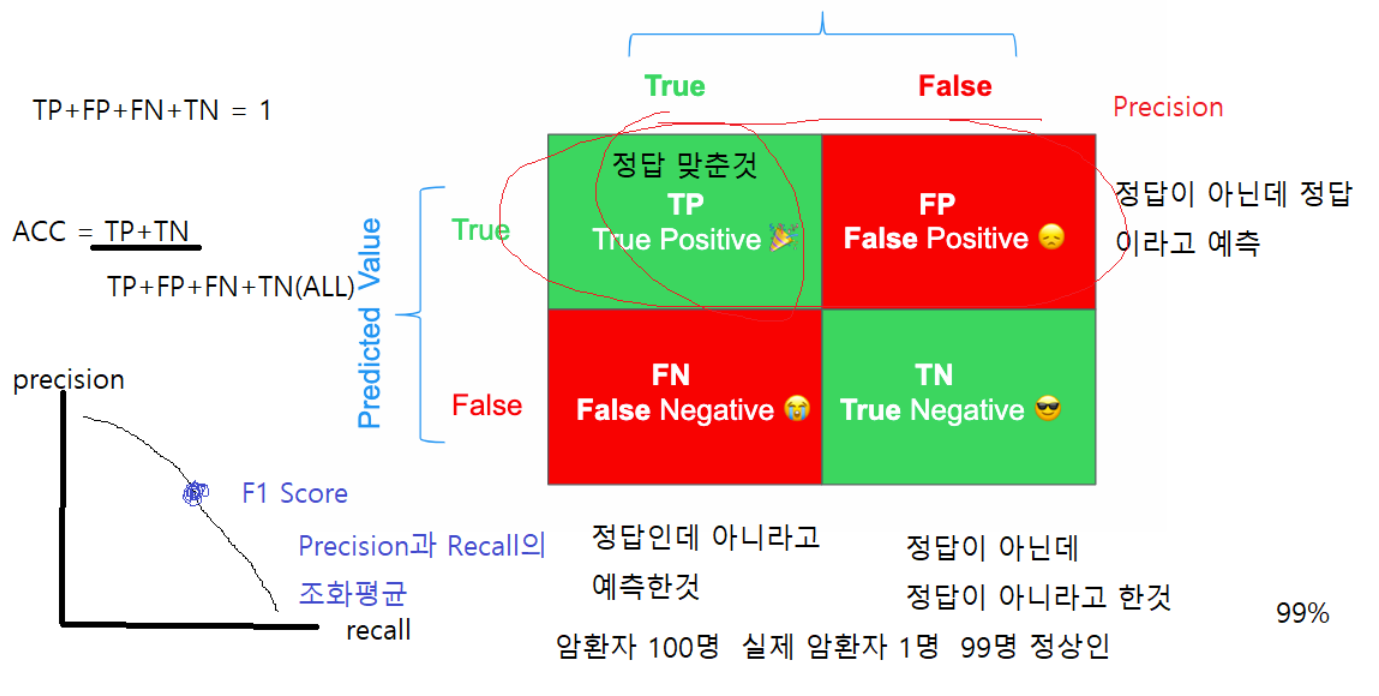 True
False
TP+FP+FN+TN = 1
Precision
정답 맞춘것
정답이 아닌데 정답
이라고 예측
TP
True Positive 🎉
FP
False Positive 😞
ACC = TP+TN
TP+FP+FN+TN(ALL)
Predicted Value
True
False
FN
False Negative 😭
TN
True Negative 😎
precision
F1 Score
Precision과 Recall의
조화평균
recall
정답인데 아니라고
예측한것
정답이 아닌데
정답이 아니라고 한것
99%
암환자 100명 실제 암환자 1명 99명 정상인